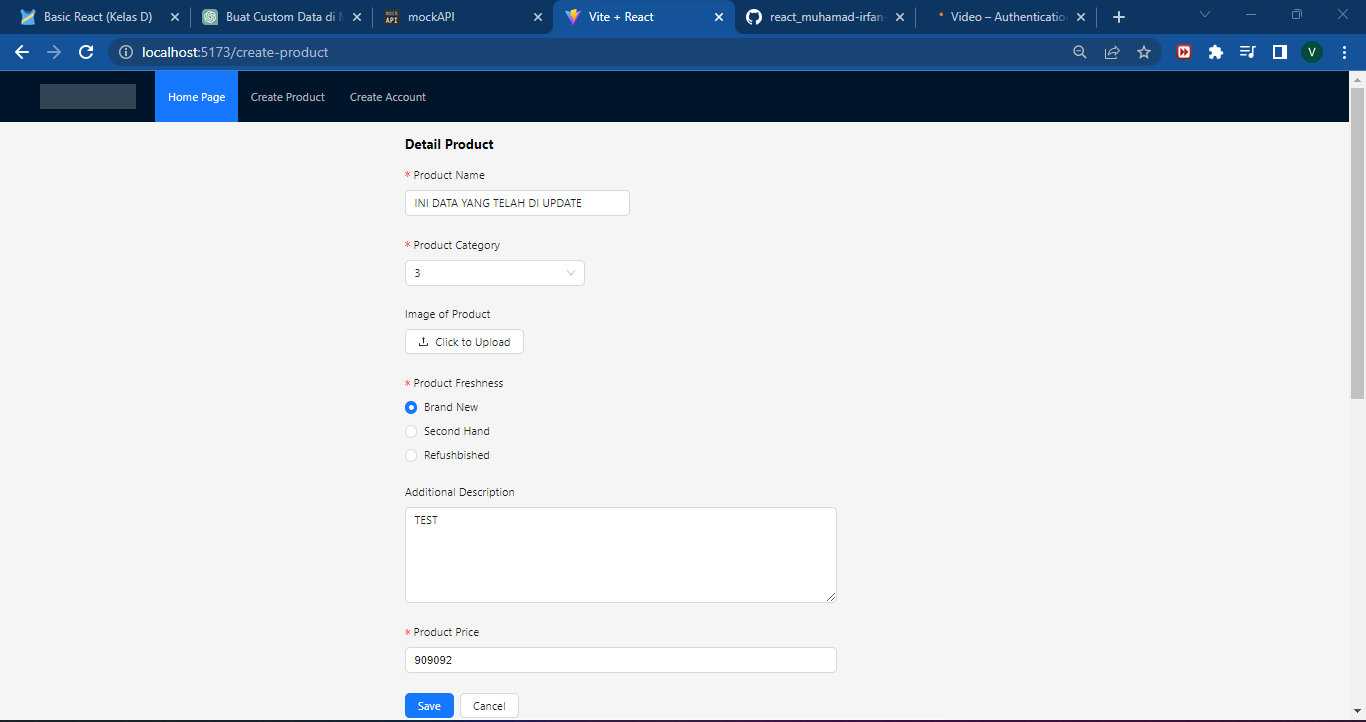 Basic React (Kelas D)
Buat Custom Data di
mock API mockAPI
Vite + React
react_muhamad-irfan-
Video – Authentication
localhost:5173/create-product
V
Home Page Create Product Create Account
Detail Product
* Product Name
INI DATA YANG TELAH DI UPDATE
* Product Category
3
Image of Product
Click to Upload
* Product Freshness
Brand New
Second Hand
Refushbished
Additional Description
TEST
* Product Price
909092
Save Cancel